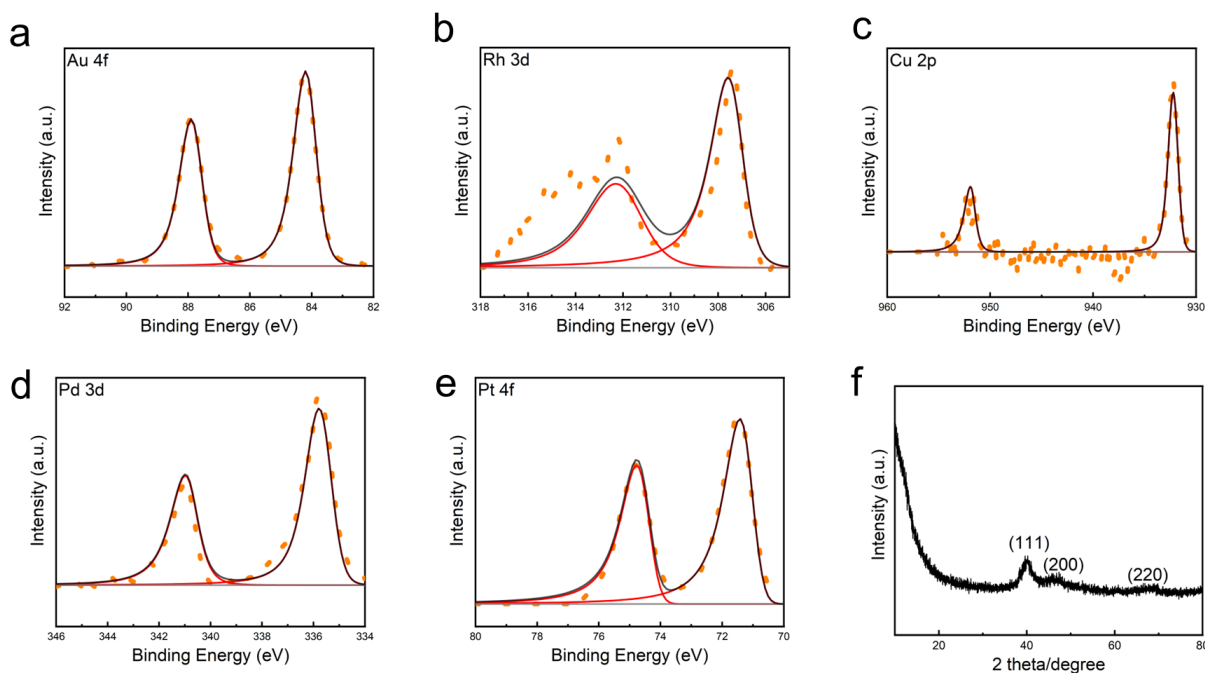 a
Au 4f
Intensity (a.u.)
92 90 88 86 84 82
Binding Energy (eV)
b
Rh 3d
Intensity (a.u.)
318 316 314 312 310 308 306
Binding Energy (eV)
c
Cu 2p
Intensity (a.u.)
960 950 940 930
Binding Energy (eV)
d
Pd 3d
Intensity (a.u.)
346 344 342 340 338 336 334
Binding Energy (eV)
e
Pt 4f
Intensity (a.u.)
80 78 76 74 72 70
Binding Energy (eV)
f
(111)
(200)
(220)
Intensity (a.u.)
20 40 60 80
2 theta/degree